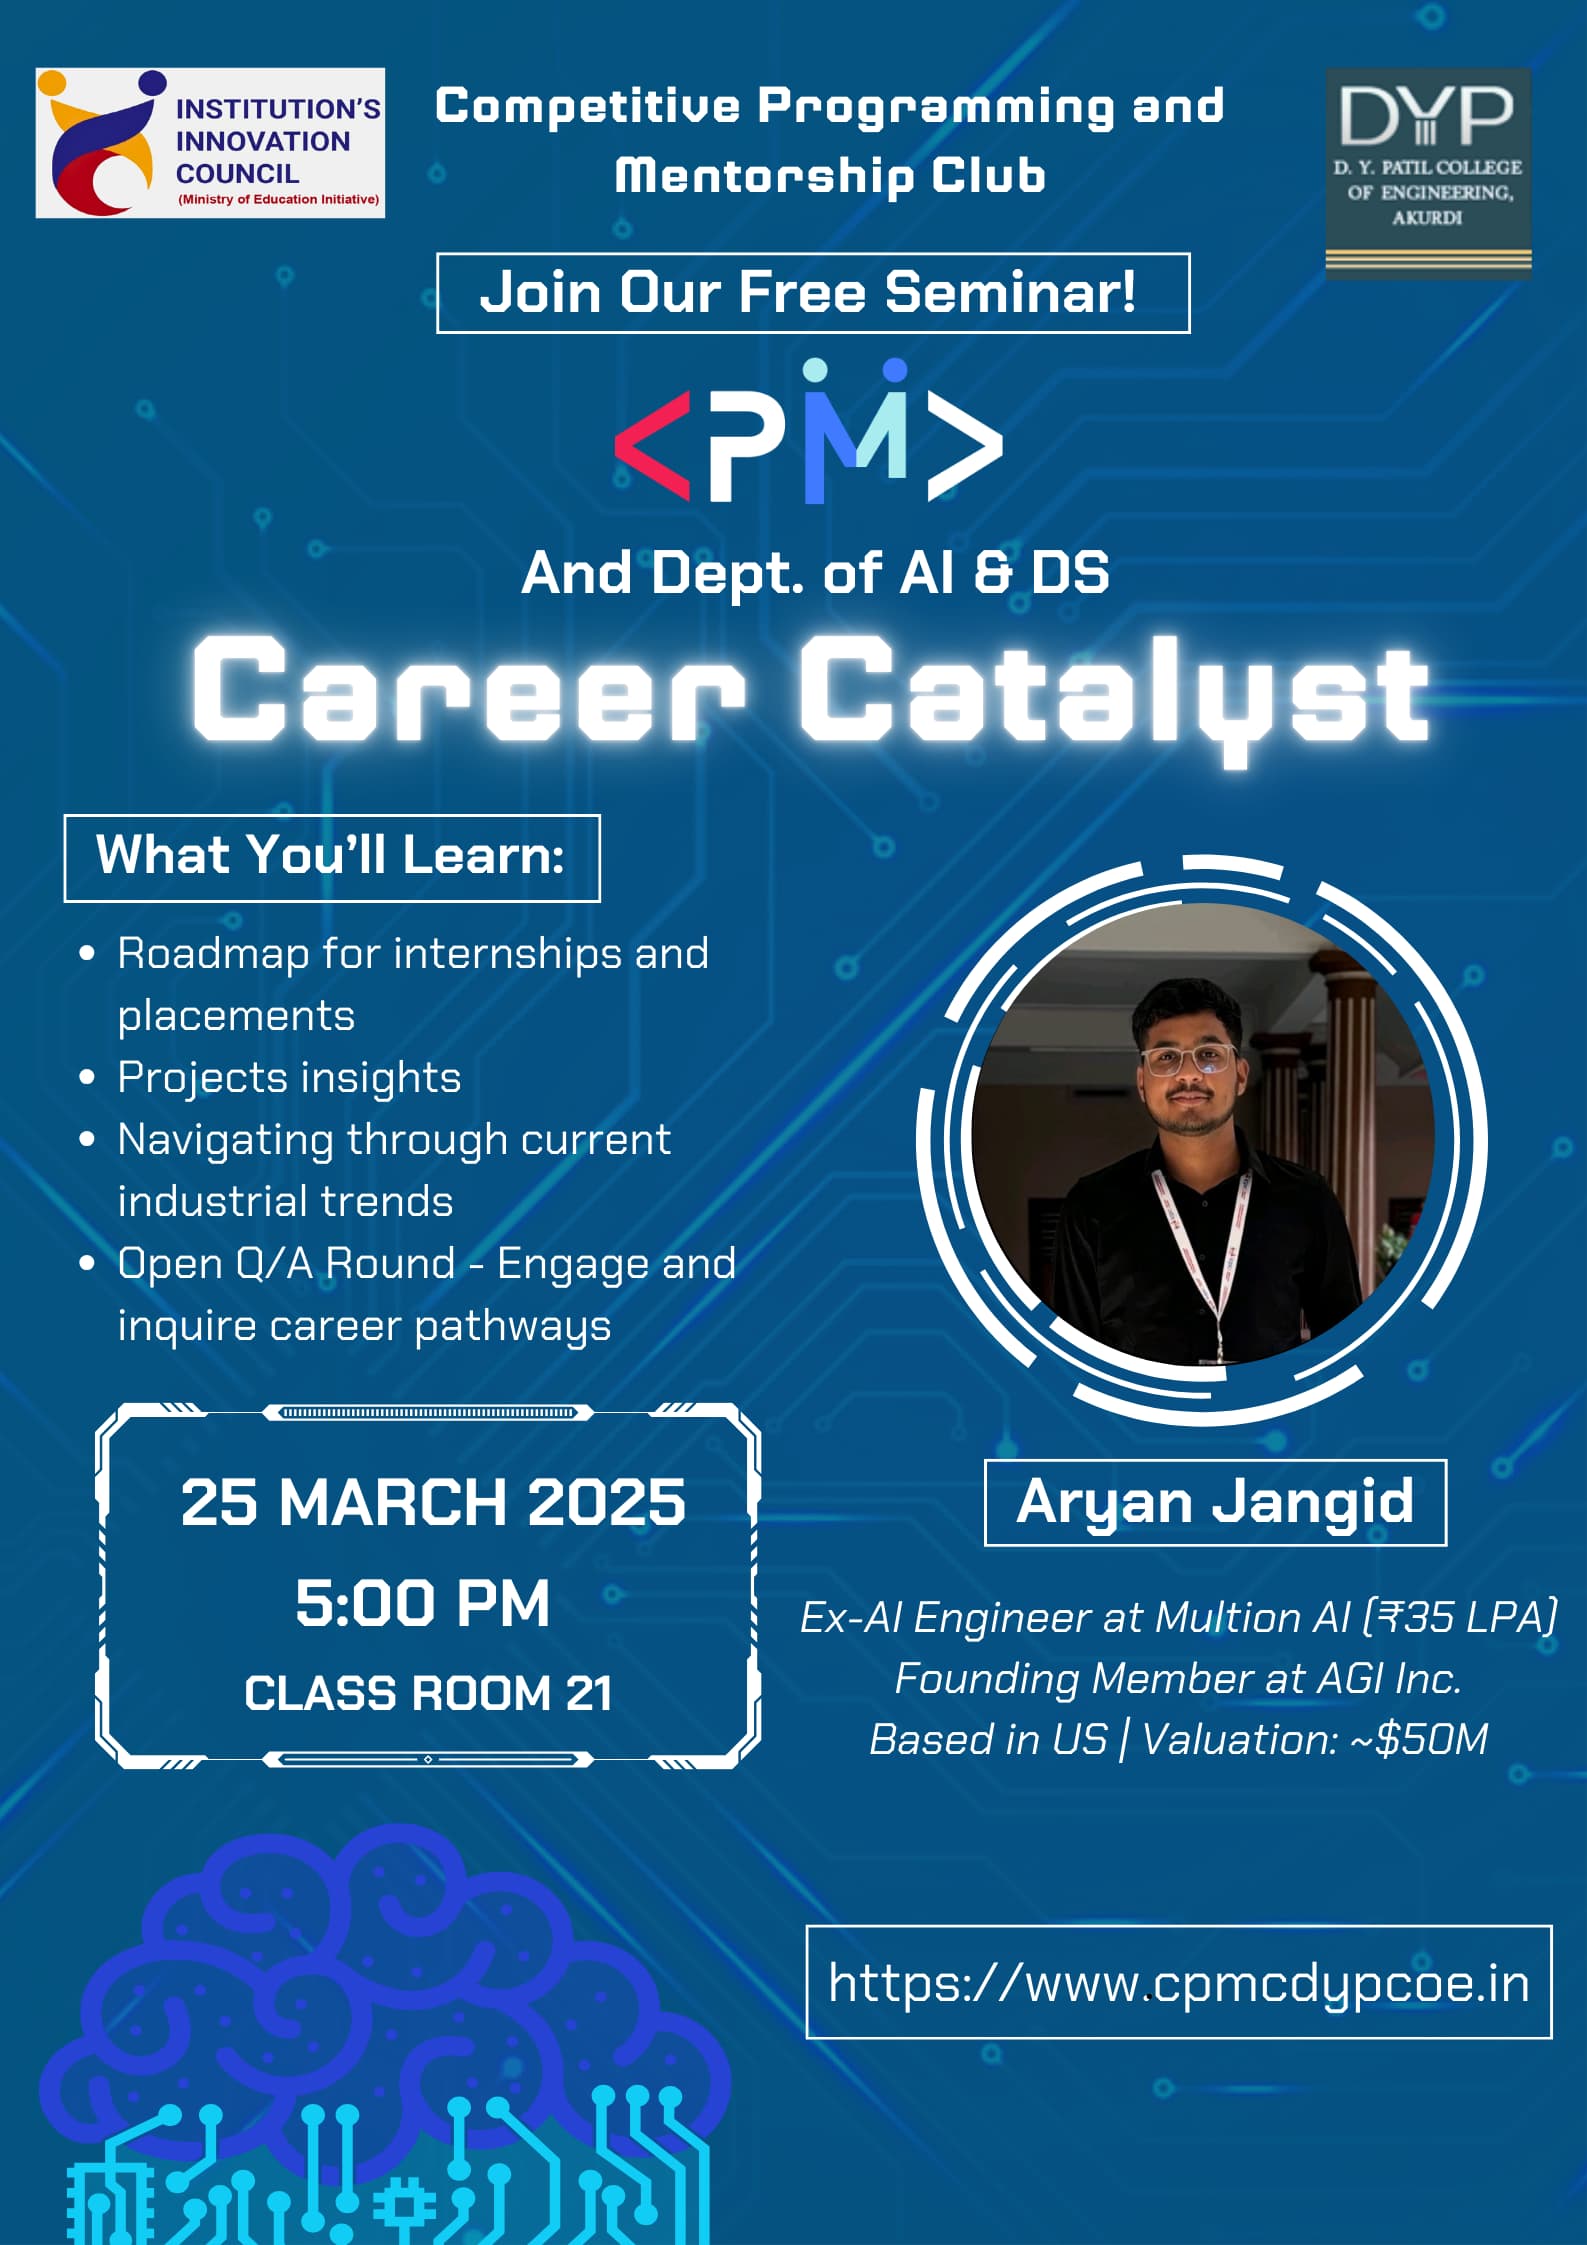 INSTITUTION'S
INNOVATION
COUNCIL
(Ministry of Education Initiative)
Competitive Programming and
Mentorship Club
DYP
D. Y. PATIL COLLEGE
OF ENGINEERING,
AKURDI
Join Our Free Seminar!
<PM>
And Dept. of AI & DS
Career Catalyst
What You'll Learn:
• Roadmap for internships and
placements
• Projects insights
• Navigating through current
industrial trends
• Open Q/A Round - Engage and
inquire career pathways
25 MARCH 2025
5:00 PM
CLASS ROOM 21
Aryan Jangid
Ex-AI Engineer at Multion AI (₹35 LPA)
Founding Member at AGI Inc.
Based in US | Valuation: ~$50M
https://www.cpmcdypcoe.in